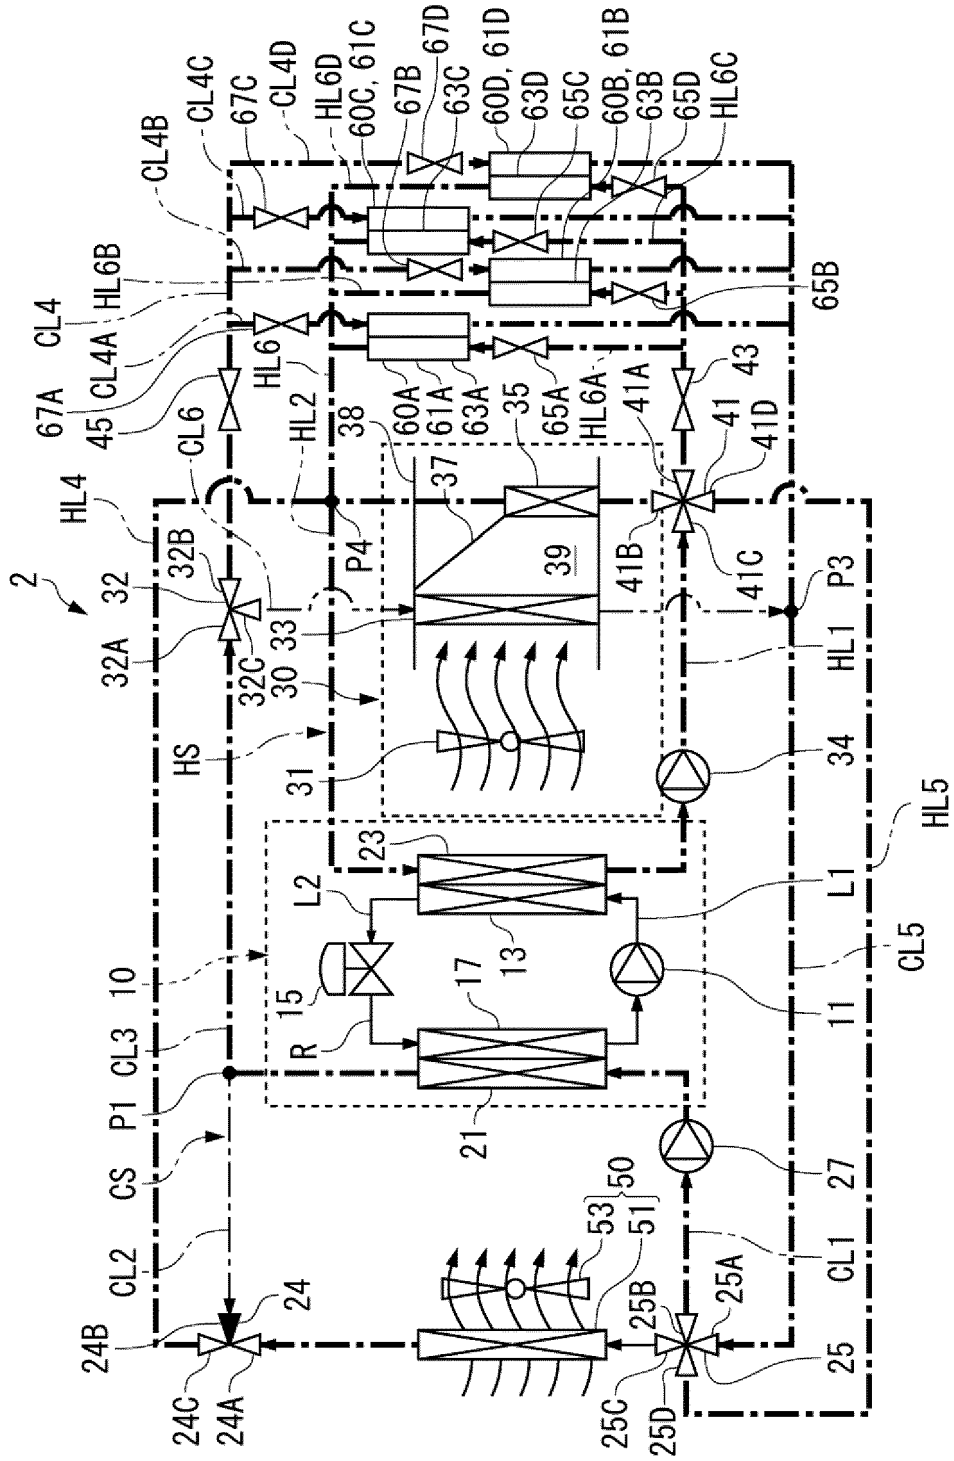 2
67A
CL4
HL4
24B
45
CL4A
HL6B
CL2
CS
P1
CL3
10
32A
32
CL4B
24C
HS
32B
CL6
CL4C
24A
67C
32C
HL6
30
33
CL4D
24
15
R
L2
31
HL2
HL6D
P4
38
60C, 61C
23
67B
60A
61A
67D
63C
21
17
37
63A
60D, 61D
13
35
63D
39
65A
65C
HL6A
53
50
51
60B, 61B
25C
25B
41B
41A
63B
25D
65D
25A
HL6C
41
43
41C
41D
65B
25
CL1
27
11
L1
34
HL1
P3
CL5
HL5